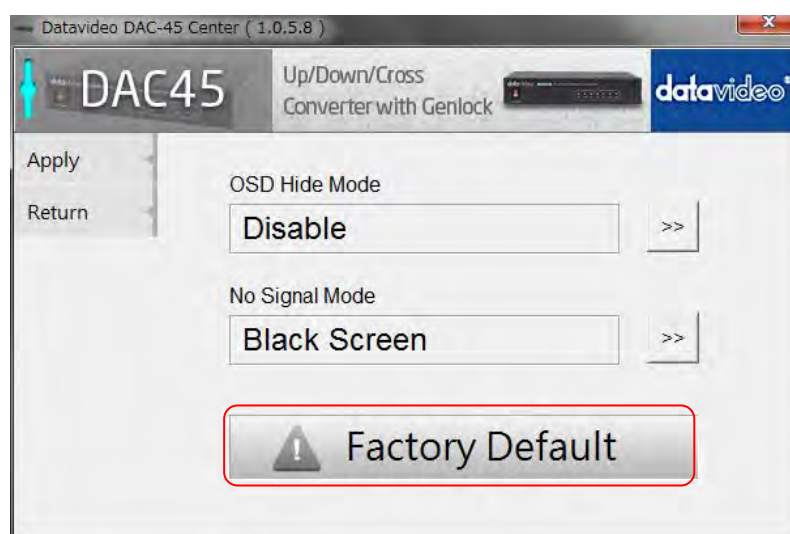 Datavideo DAC-45 Center ( 1.0.5.8 )
DAC45
Up/Down/Cross
Converter with Genlock
datavideo®
Apply
Return
OSD Hide Mode
Disable
>>
No Signal Mode
Black Screen
>>
Factory Default